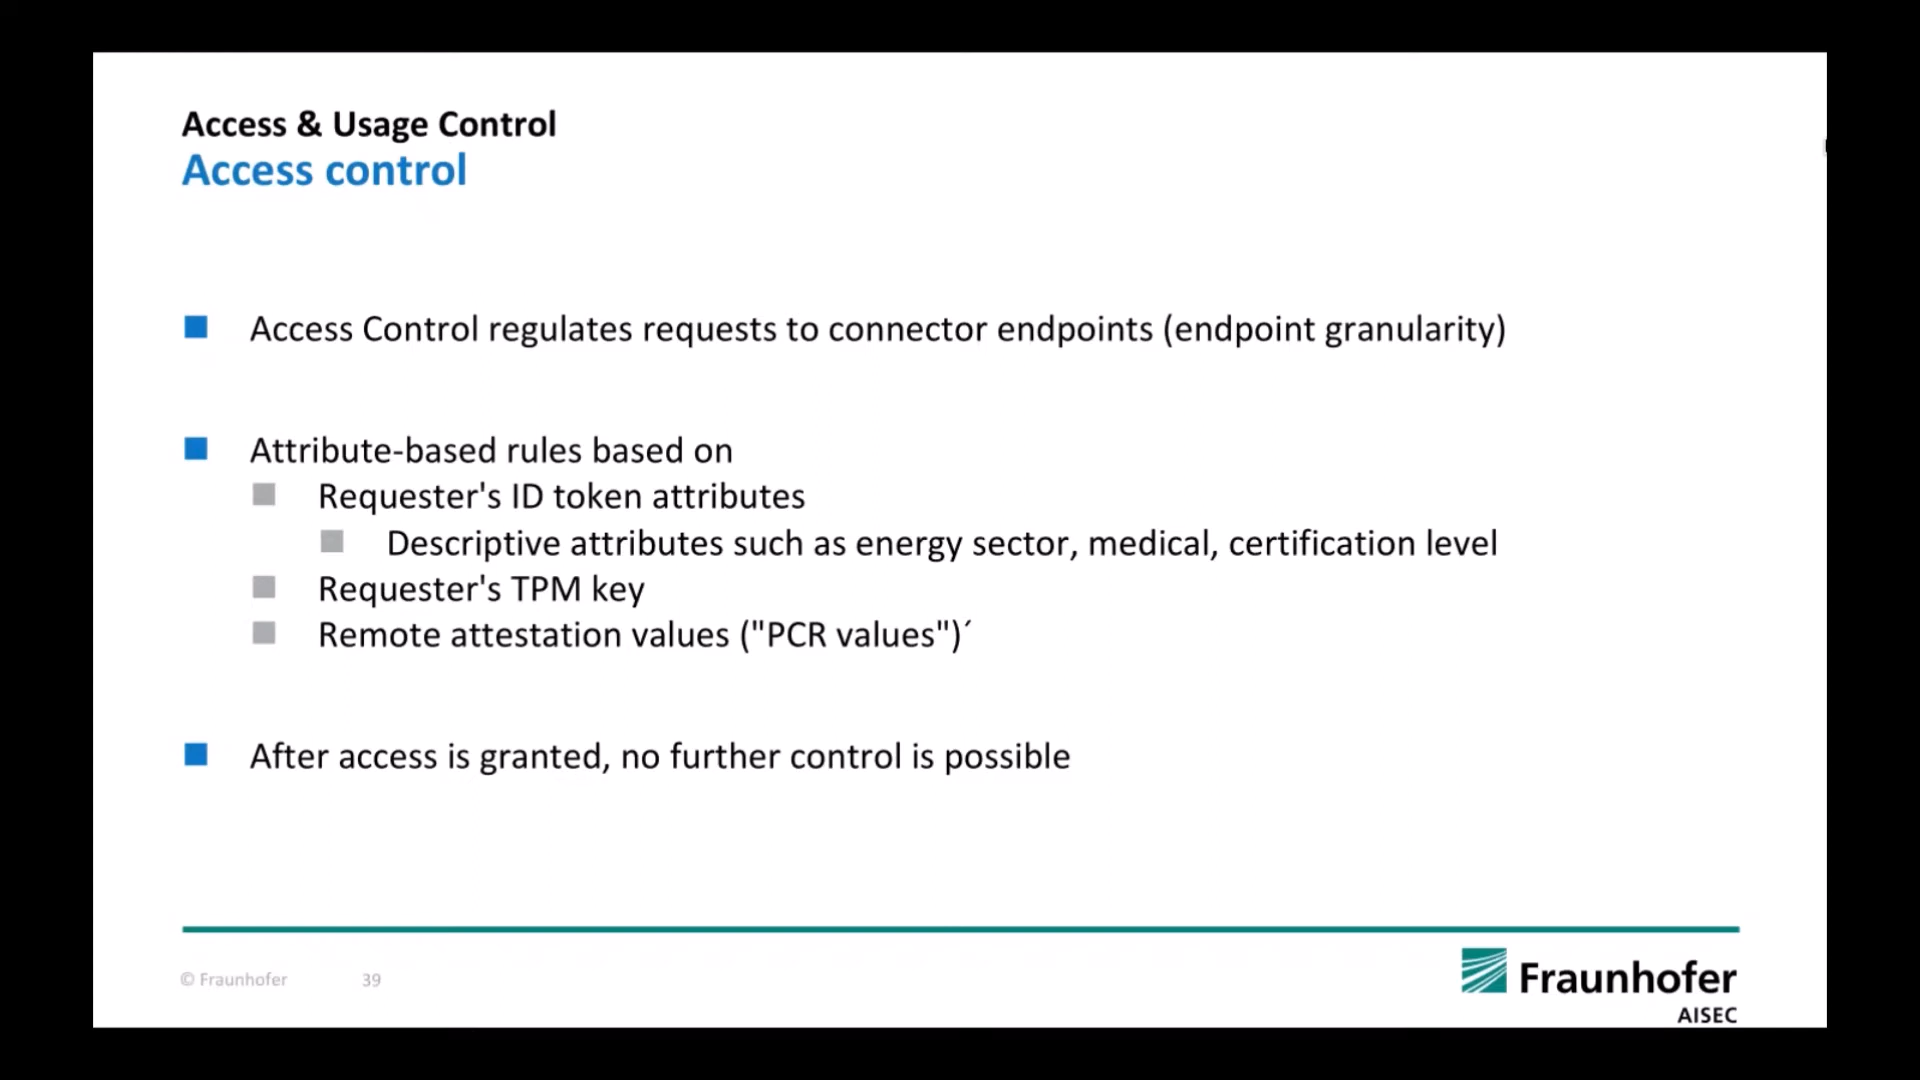 Access & Usage Control
Access control
Access Control regulates requests to connector endpoints (endpoint granularity)
Attribute-based rules based on
Requester's ID token attributes
Descriptive attributes such as energy sector, medical, certification level
Requester's TPM key
Remote attestation values ("PCR values")´
After access is granted, no further control is possible
© Fraunhofer 39
Fraunhofer
AISEC